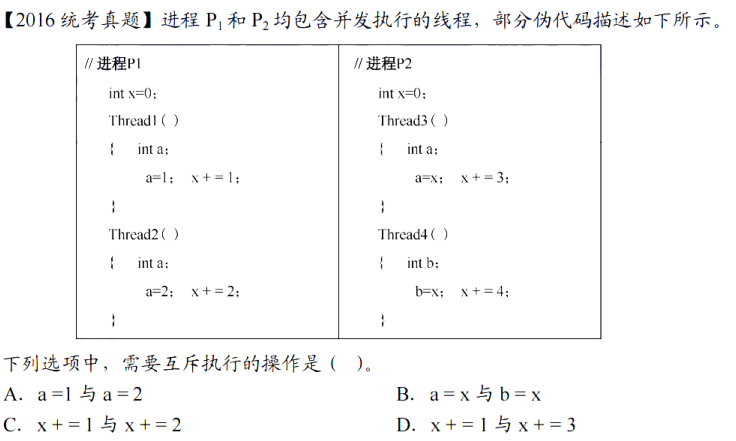 【2016 统考真题】进程 P₁ 和 P₂ 均包含并发执行的线程，部分伪代码描述如下所示。
// 进程P1
int x=0;
Thread1( )
{ int a;
a=1; x+=1;
}
Thread2( )
{ int a;
a=2; x+=2;
}
// 进程P2
int x=0;
Thread3( )
{ int a;
a=x; x+=3;
}
Thread4( )
{ int b;
b=x; x+=4;
}
下列选项中，需要互斥执行的操作是（ ）。
A. a=1 与 a=2 B. a=x 与 b=x
C. x+=1 与 x+=2 D. x+=1 与 x+=3